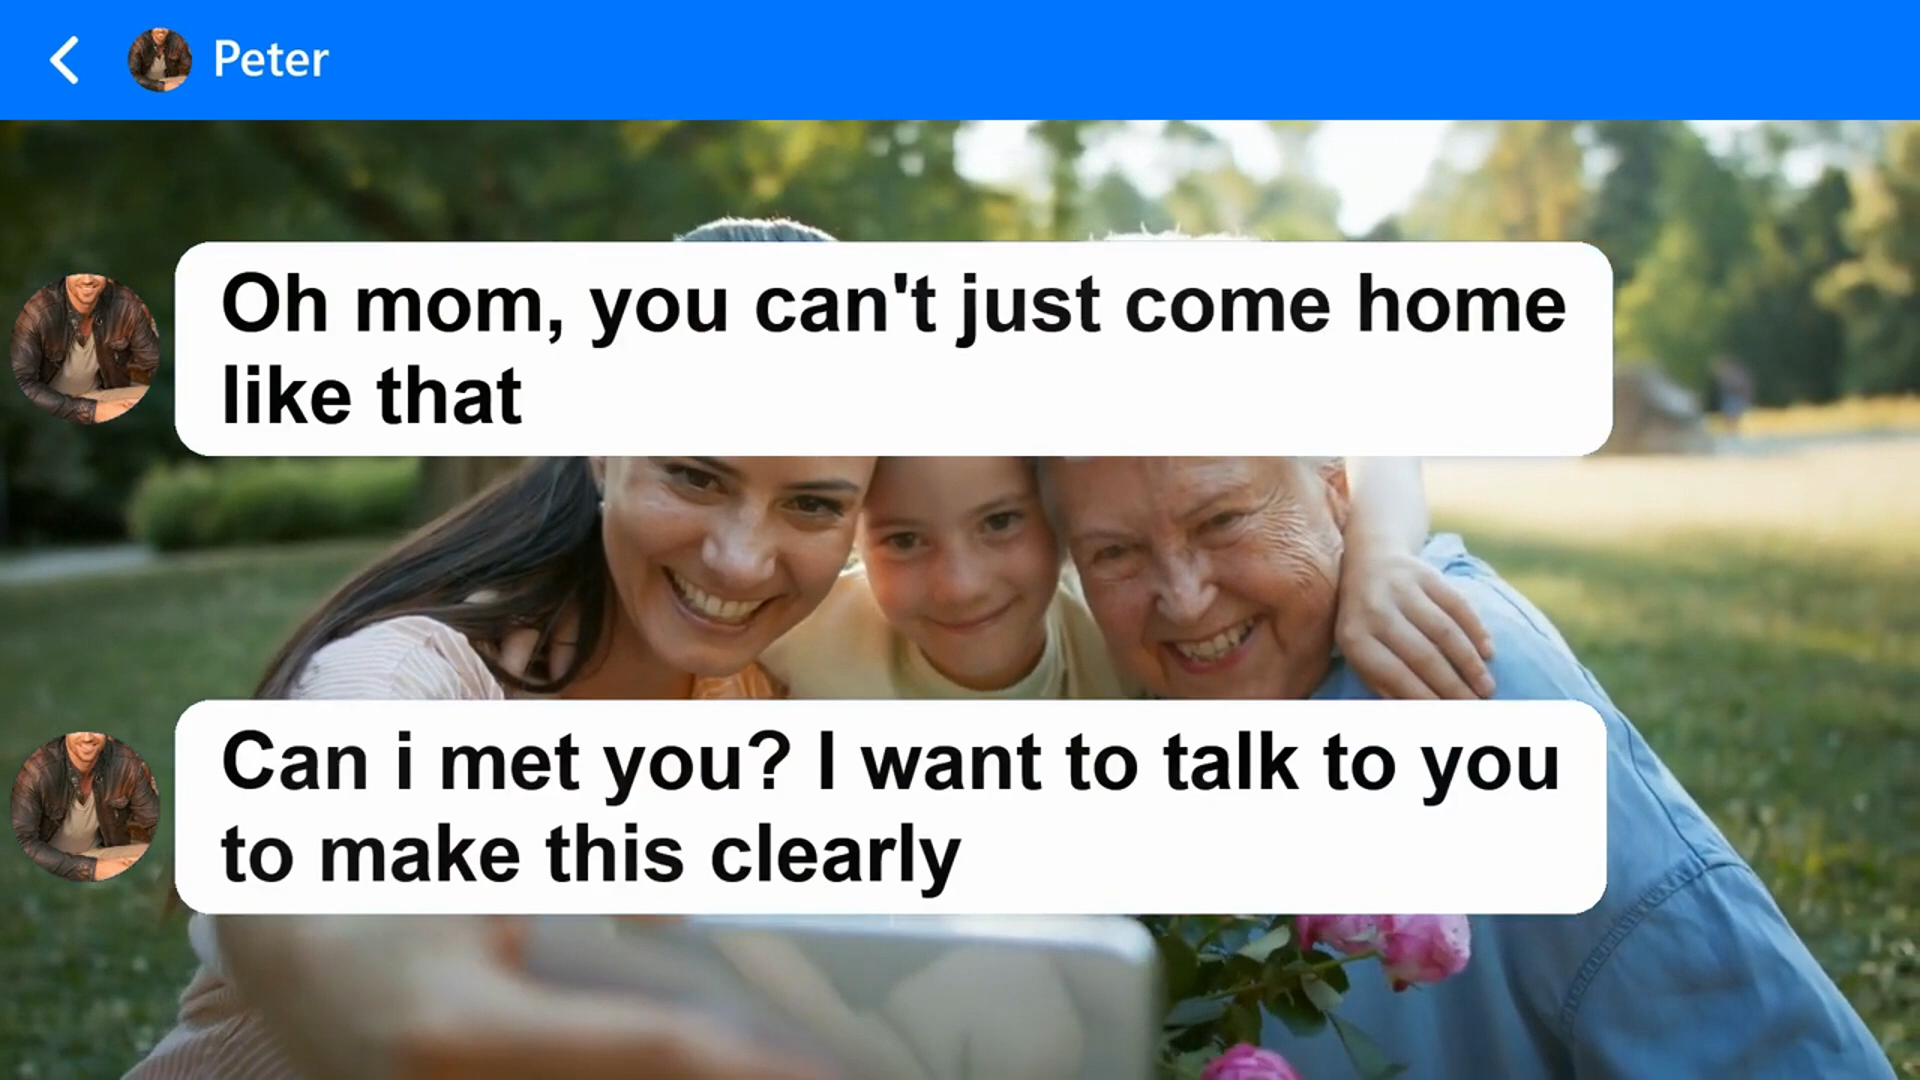 Peter
Oh mom, you can't just come home
like that
Can i met you? I want to talk to you
to make this clearly